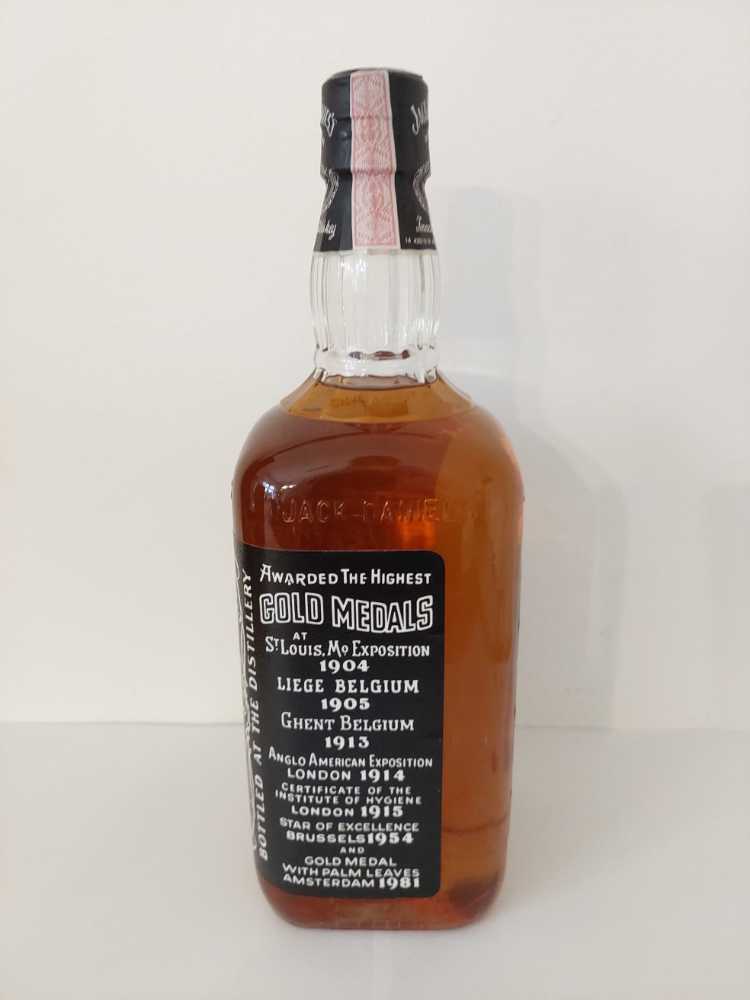 JACK DANIEL
AWARDED THE HIGHEST
GOLD MEDALS
AT
ST LOUIS, MO EXPOSITION
1904
LIEGE BELGIUM
1905
GHENT BELGIUM
1913
ANGLO AMERICAN EXPOSITION
LONDON 1914
CERTIFICATE OF THE
INSTITUTE OF HYGIENE
LONDON 1915
STAR OF EXCELLENCE
BRUSSELS 1954
AND
GOLD MEDAL
WITH PALM LEAVES
AMSTERDAM 1981
BOTTLED AT THE DISTILLERY